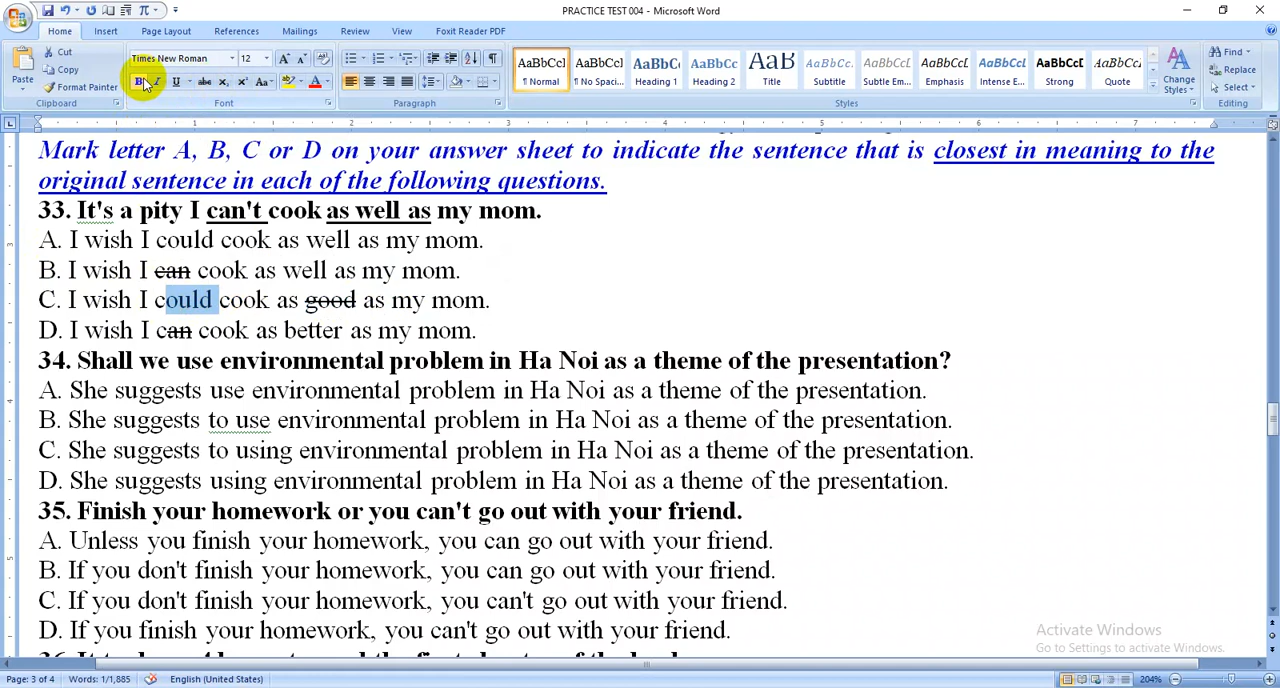 PRACTICE TEST 004 - Microsoft Word
Home Insert Page Layout References Mailings Review View Foxit Reader PDF
Cut
Copy
Format Painter
Paste
Clipboard
Times New Roman 12
Font
Paragraph
AaBbCcI AaBbCcI AaBbC AaBbCc AaB AaBbCc. AaBbCcI AaBbCcI AaBbCcI AaBbCcI AaBbCcI
¶ Normal ¶ No Spaci... Heading 1 Heading 2 Title Subtitle Subtle Em... Emphasis Intense E... Strong Quote
Change Styles
Styles
Find
Replace
Select
Editing
Mark letter A, B, C or D on your answer sheet to indicate the sentence that is closest in meaning to the
original sentence in each of the following questions.
33. It's a pity I can't cook as well as my mom.
A. I wish I could cook as well as my mom.
B. I wish I can cook as well as my mom.
C. I wish I could cook as good as my mom.
D. I wish I can cook as better as my mom.
34. Shall we use environmental problem in Ha Noi as a theme of the presentation?
A. She suggests use environmental problem in Ha Noi as a theme of the presentation.
B. She suggests to use environmental problem in Ha Noi as a theme of the presentation.
C. She suggests to using environmental problem in Ha Noi as a theme of the presentation.
D. She suggests using environmental problem in Ha Noi as a theme of the presentation.
35. Finish your homework or you can't go out with your friend.
A. Unless you finish your homework, you can go out with your friend.
B. If you don't finish your homework, you can go out with your friend.
C. If you don't finish your homework, you can't go out with your friend.
D. If you finish your homework, you can't go out with your friend.
Activate Windows
Go to Settings to activate Windows.
Page: 3 of 4 Words: 1/1,885 English (United States) 204%